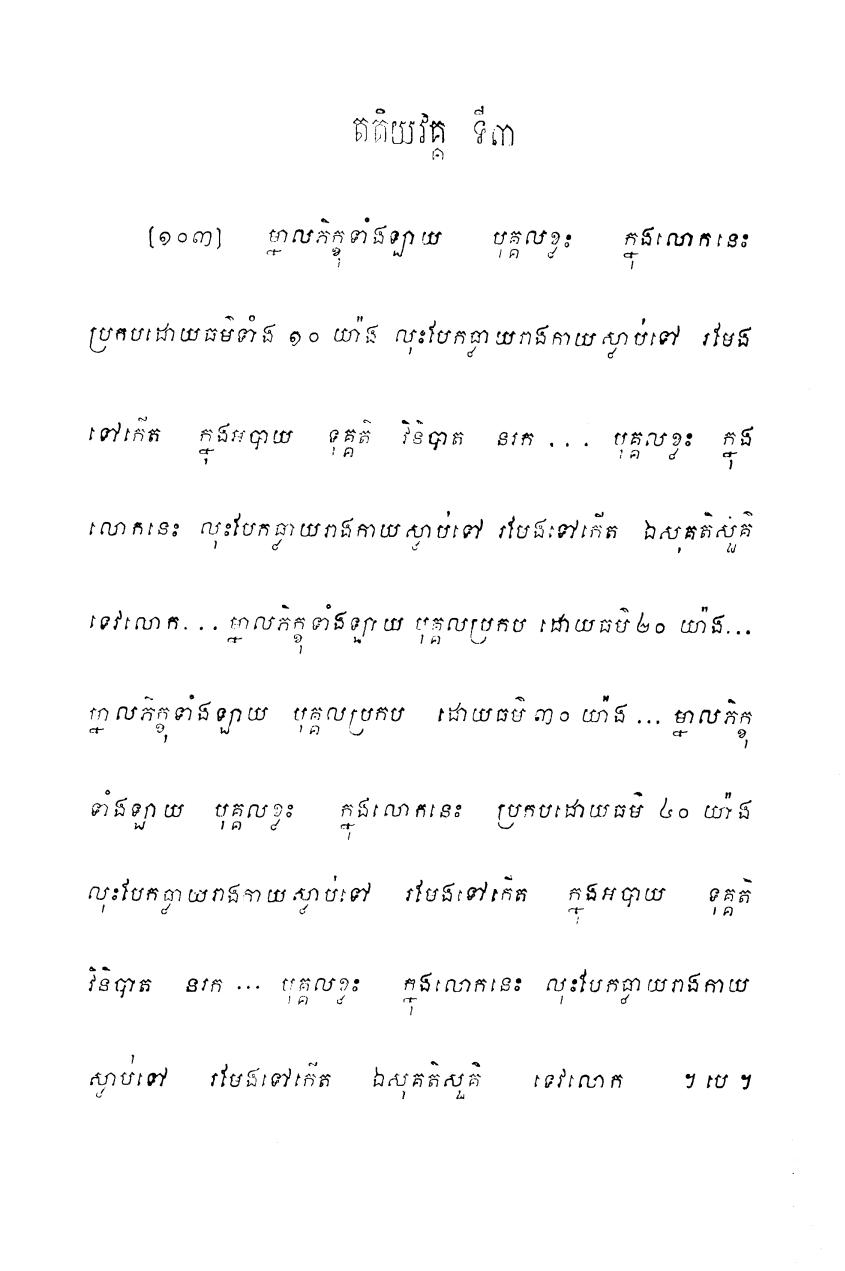 តតិយវគ្គ ទី៣
[១០៣] ម្នាលភិក្ខុទាំងឡាយ បុគ្គលខ្លះ ក្នុងលោកនេះ
ប្រកបដោយធម៌ទាំង ១០ យ៉ាង លុះបែកធ្លាយរាងកាយស្លាប់ទៅ រមែង
ទៅកើត ក្នុងអបាយ ទុគ្គតិ វិនិបាត នរក ... បុគ្គលខ្លះ ក្នុង
លោកនេះ លុះបែកធ្លាយរាងកាយស្លាប់ទៅ រមែងទៅកើត ឯសុគតិសួគ៌
ទេវលោក... ម្នាលភិក្ខុទាំងឡាយ បុគ្គលប្រកប ដោយធម៌ ២០ យ៉ាង...
ម្នាលភិក្ខុទាំងឡាយ បុគ្គលប្រកប ដោយធម៌ ៣០ យ៉ាង ... ម្នាលភិក្ខុ
ទាំងឡាយ បុគ្គលខ្លះ ក្នុងលោកនេះ ប្រកបដោយធម៌ ៤០ យ៉ាង
លុះបែកធ្លាយរាងកាយស្លាប់ទៅ រមែងទៅកើត ក្នុងអបាយ ទុគ្គតិ
វិនិបាត នរក ... បុគ្គលខ្លះ ក្នុងលោកនេះ លុះបែកធ្លាយរាងកាយ
ស្លាប់ទៅ រមែងទៅកើត ឯសុគតិសួគ៌ ទេវលោក ។ បេ ។